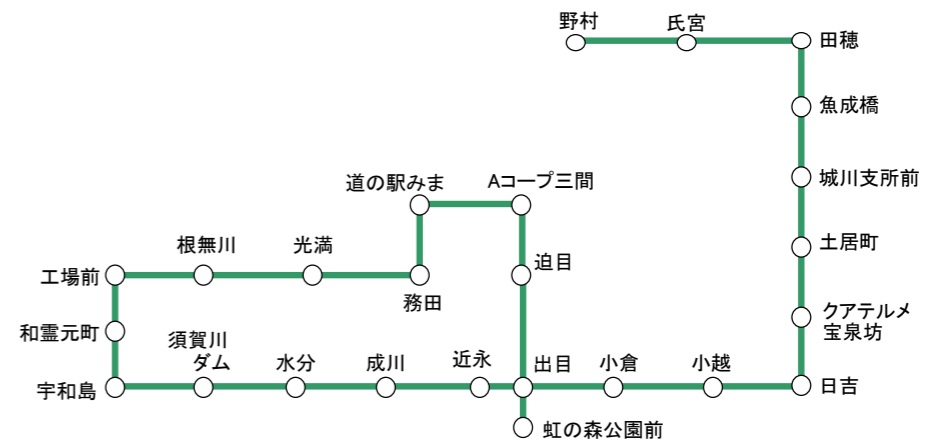 野村
氏宮
田穂
魚成橋
城川支所前
土居町
クアテルメ
宝泉坊
日吉
道の駅みま
Aコープ三間
迫目
務田
光満
根無川
工場前
和霊元町
宇和島
須賀川
ダム
水分
成川
近永
出目
小倉
小越
虹の森公園前